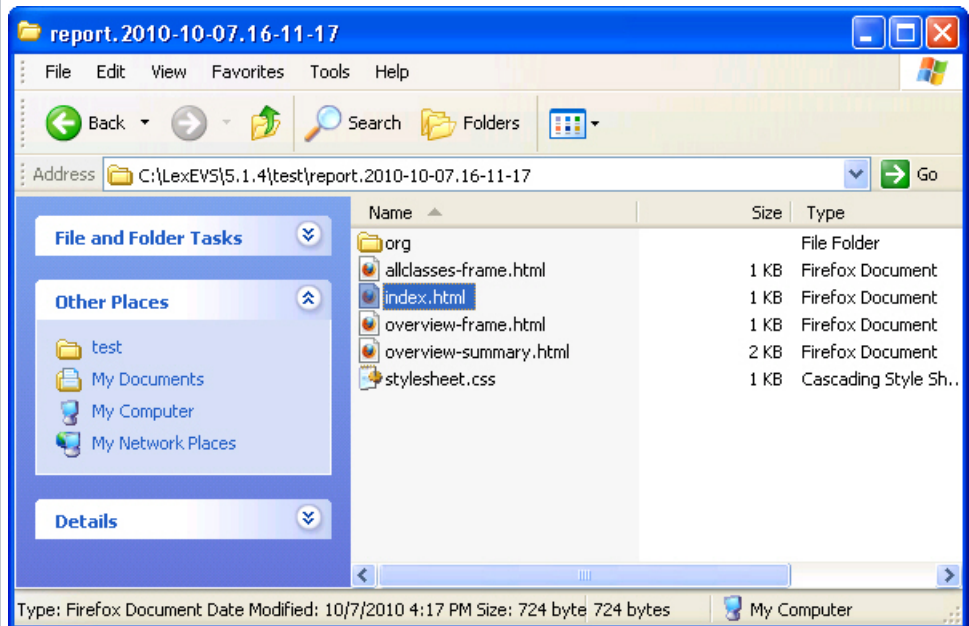 report.2010-10-07.16-11-17
File Edit View Favorites Tools Help
Back Search Folders
Address C:\LexEVS\5.1.4\test\report.2010-10-07.16-11-17 Go
File and Folder Tasks
Other Places
test
My Documents
My Computer
My Network Places
Details
Name Size Type
org File Folder
allclasses-frame.html 1 KB Firefox Document
index.html 1 KB Firefox Document
overview-frame.html 1 KB Firefox Document
overview-summary.html 2 KB Firefox Document
stylesheet.css 1 KB Cascading Style Sh..
Type: Firefox Document Date Modified: 10/7/2010 4:17 PM Size: 724 byte 724 bytes My Computer